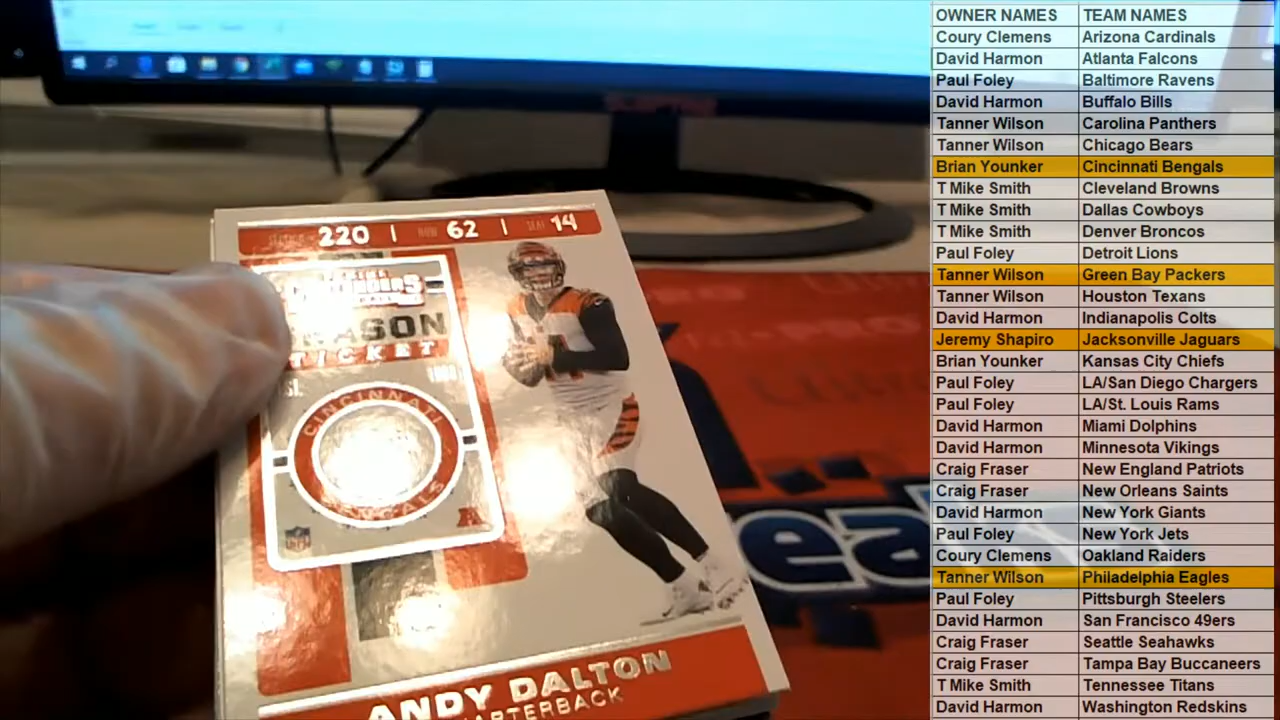 220 | ROW 62 | SEAT 14
CONTENDERS
SEASON
TICKET
CINCINNATI
BENGALS
NFL
ANDY DALTON
QUARTERBACK
ea
OWNER NAMES TEAM NAMES
Coury Clemens Arizona Cardinals
David Harmon Atlanta Falcons
Paul Foley Baltimore Ravens
David Harmon Buffalo Bills
Tanner Wilson Carolina Panthers
Tanner Wilson Chicago Bears
Brian Younker Cincinnati Bengals
T Mike Smith Cleveland Browns
T Mike Smith Dallas Cowboys
T Mike Smith Denver Broncos
Paul Foley Detroit Lions
Tanner Wilson Green Bay Packers
Tanner Wilson Houston Texans
David Harmon Indianapolis Colts
Jeremy Shapiro Jacksonville Jaguars
Brian Younker Kansas City Chiefs
Paul Foley LA/San Diego Chargers
Paul Foley LA/St. Louis Rams
David Harmon Miami Dolphins
David Harmon Minnesota Vikings
Craig Fraser New England Patriots
Craig Fraser New Orleans Saints
David Harmon New York Giants
Paul Foley New York Jets
Coury Clemens Oakland Raiders
Tanner Wilson Philadelphia Eagles
Paul Foley Pittsburgh Steelers
David Harmon San Francisco 49ers
Craig Fraser Seattle Seahawks
Craig Fraser Tampa Bay Buccaneers
T Mike Smith Tennessee Titans
David Harmon Washington Redskins